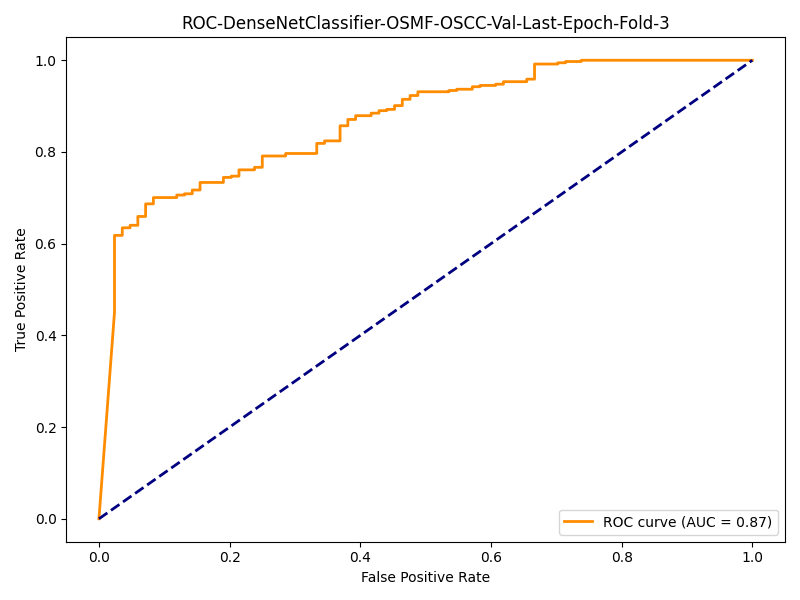 ROC-DenseNetClassifier-OSMF-OSCC-Val-Last-Epoch-Fold-3
True Positive Rate
1.0
0.8
0.6
0.4
0.2
0.0
0.0 0.2 0.4 0.6 0.8 1.0
False Positive Rate
ROC curve (AUC = 0.87)